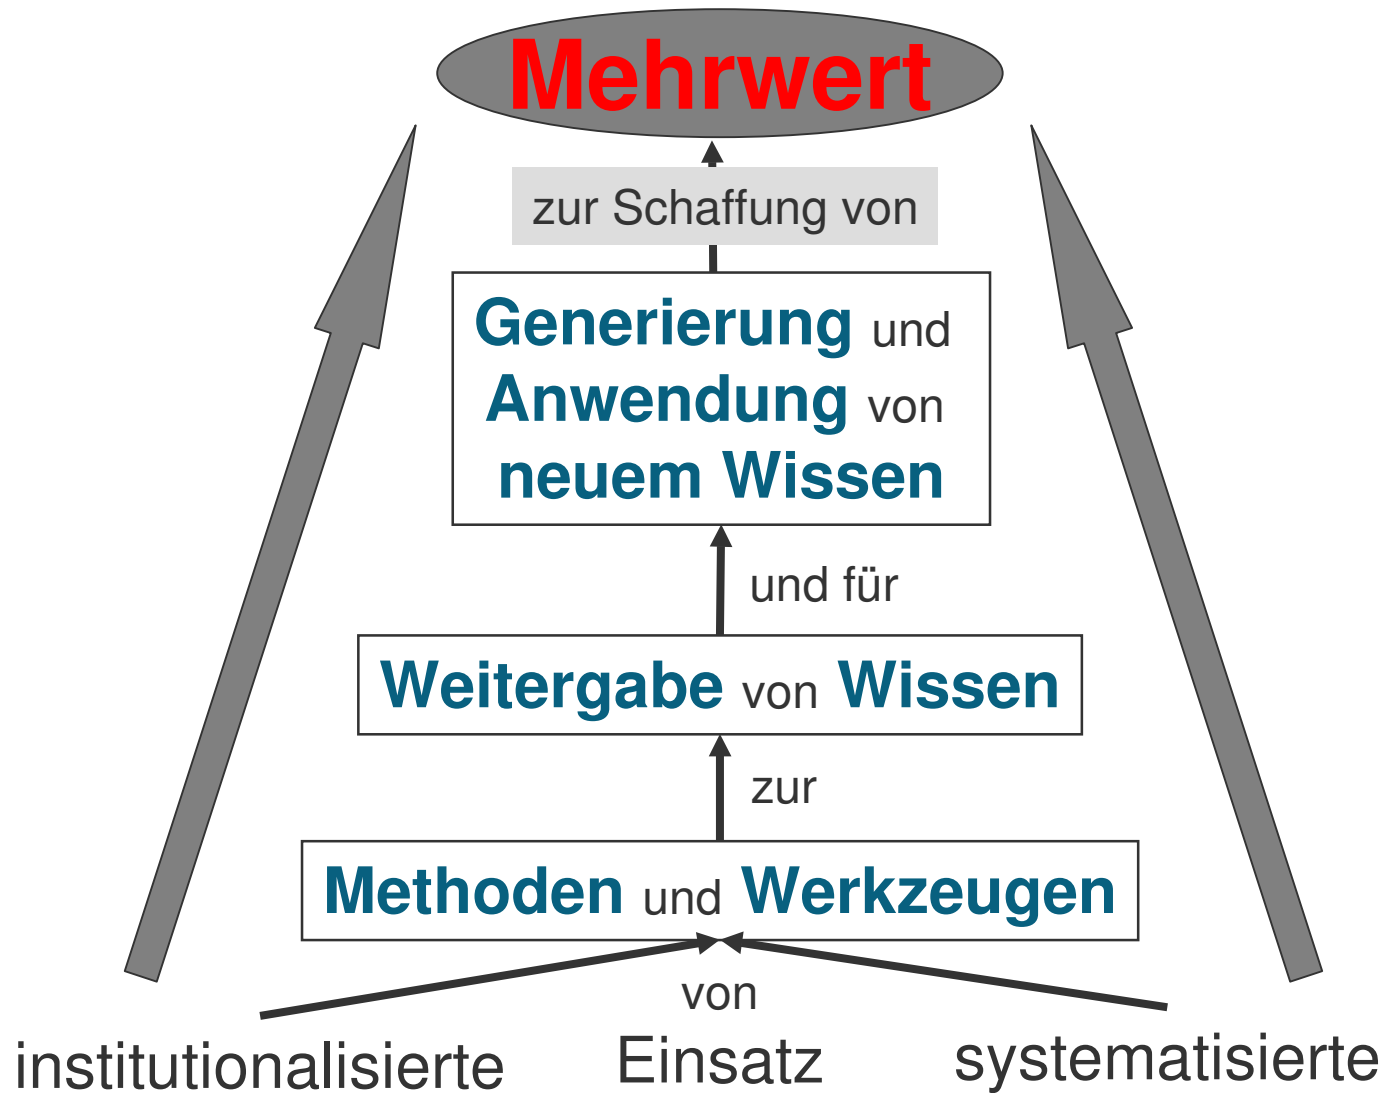 Mehrwert
zur Schaffung von
Generierung und
Anwendung von
neuem Wissen
und für
Weitergabe von Wissen
zur
Methoden und Werkzeugen
von
institutionalisierte Einsatz systematisierte